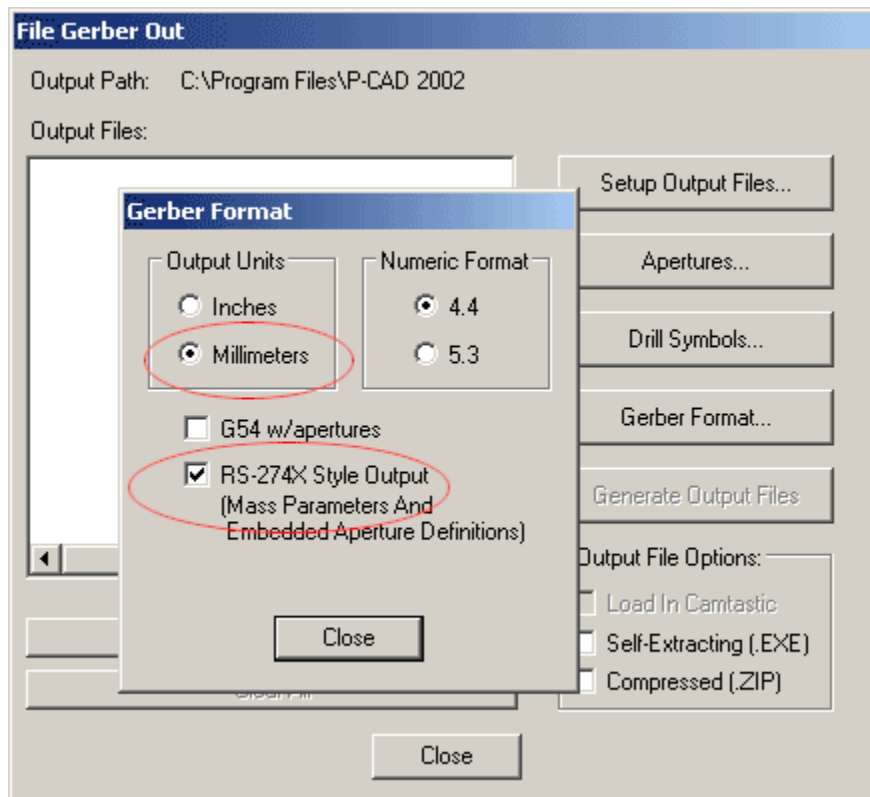 File Gerber Out
Output Path: C:\Program Files\P-CAD 2002
Output Files:
Setup Output Files...
Apertures...
Drill Symbols...
Gerber Format...
Generate Output Files
Output File Options:
Load In Camtastic
Self-Extracting (.EXE)
Compressed (.ZIP)
Gerber Format
Output Units
Inches
Millimeters
Numeric Format
4.4
5.3
G54 w/apertures
RS-274X Style Output
(Mass Parameters And
Embedded Aperture Definitions)
Close
Close